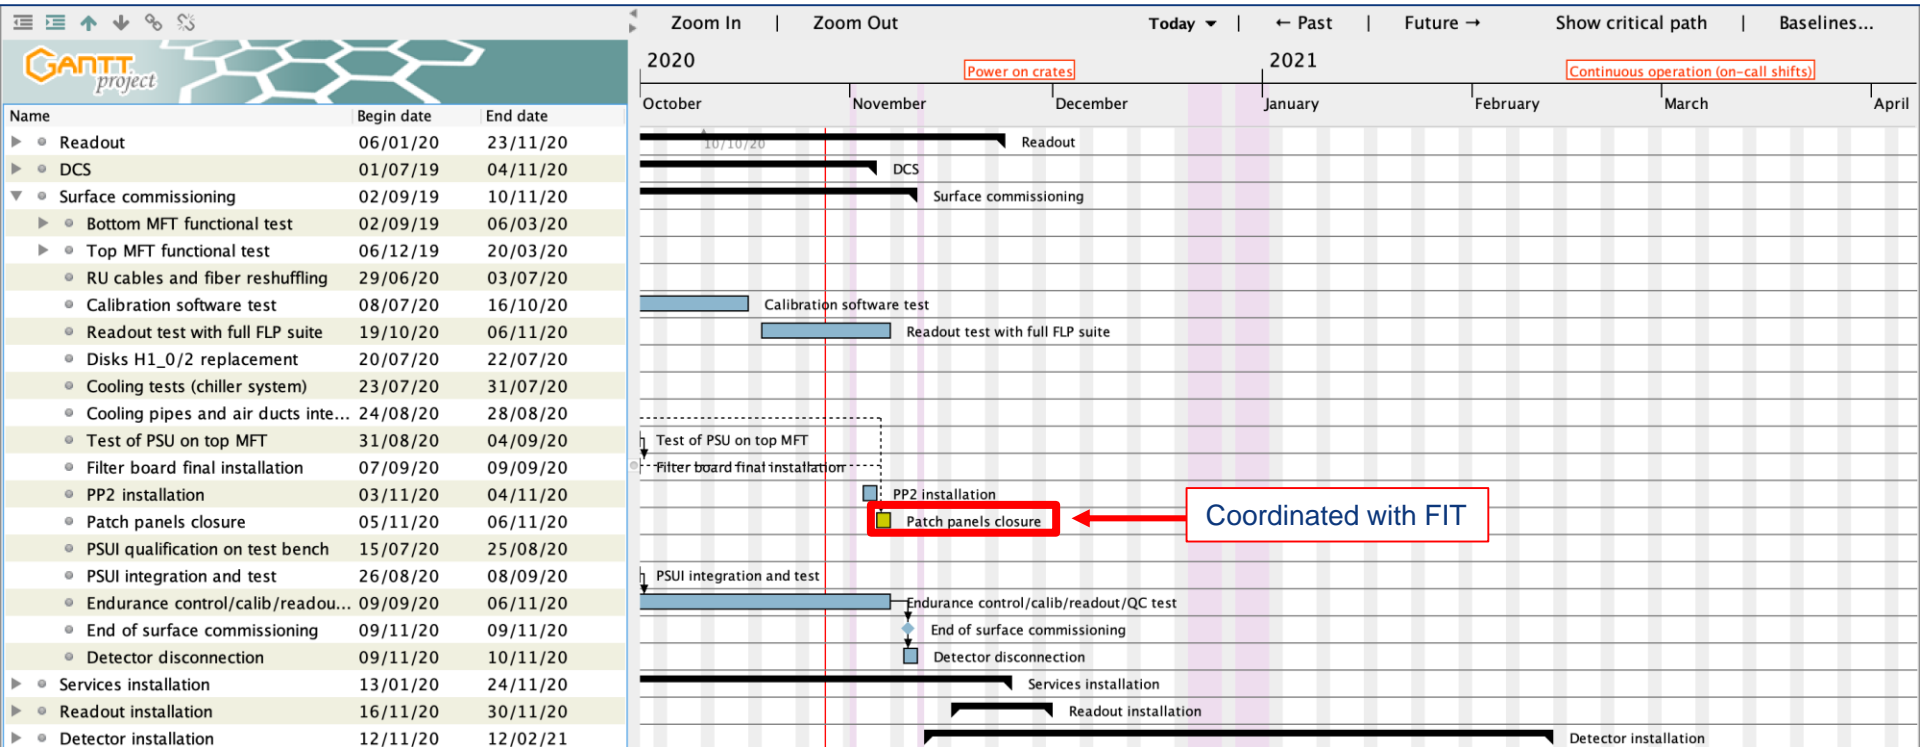 Zoom In | Zoom Out Today ▾ | ← Past | Future → Show critical path | Baselines...
GANTT project
2020 2021
Power on crates Continuous operation (on-call shifts)
October November December January February March April
Name Begin date End date
Readout 06/01/20 23/11/20 10/10/20 Readout
DCS 01/07/19 04/11/20 DCS
Surface commissioning 02/09/19 10/11/20 Surface commissioning
Bottom MFT functional test 02/09/19 06/03/20
Top MFT functional test 06/12/19 20/03/20
RU cables and fiber reshuffling 29/06/20 03/07/20
Calibration software test 08/07/20 16/10/20 Calibration software test
Readout test with full FLP suite 19/10/20 06/11/20 Readout test with full FLP suite
Disks H1_0/2 replacement 20/07/20 22/07/20
Cooling tests (chiller system) 23/07/20 31/07/20
Cooling pipes and air ducts inte... 24/08/20 28/08/20
Test of PSU on top MFT 31/08/20 04/09/20 Test of PSU on top MFT
Filter board final installation 07/09/20 09/09/20 Filter board final installation
PP2 installation 03/11/20 04/11/20 PP2 installation
Patch panels closure 05/11/20 06/11/20 Patch panels closure Coordinated with FIT
PSUI qualification on test bench 15/07/20 25/08/20
PSUI integration and test 26/08/20 08/09/20 PSUI integration and test
Endurance control/calib/readou... 09/09/20 06/11/20 Endurance control/calib/readout/QC test
End of surface commissioning 09/11/20 09/11/20 End of surface commissioning
Detector disconnection 09/11/20 10/11/20 Detector disconnection
Services installation 13/01/20 24/11/20 Services installation
Readout installation 16/11/20 30/11/20 Readout installation
Detector installation 12/11/20 12/02/21 Detector installation